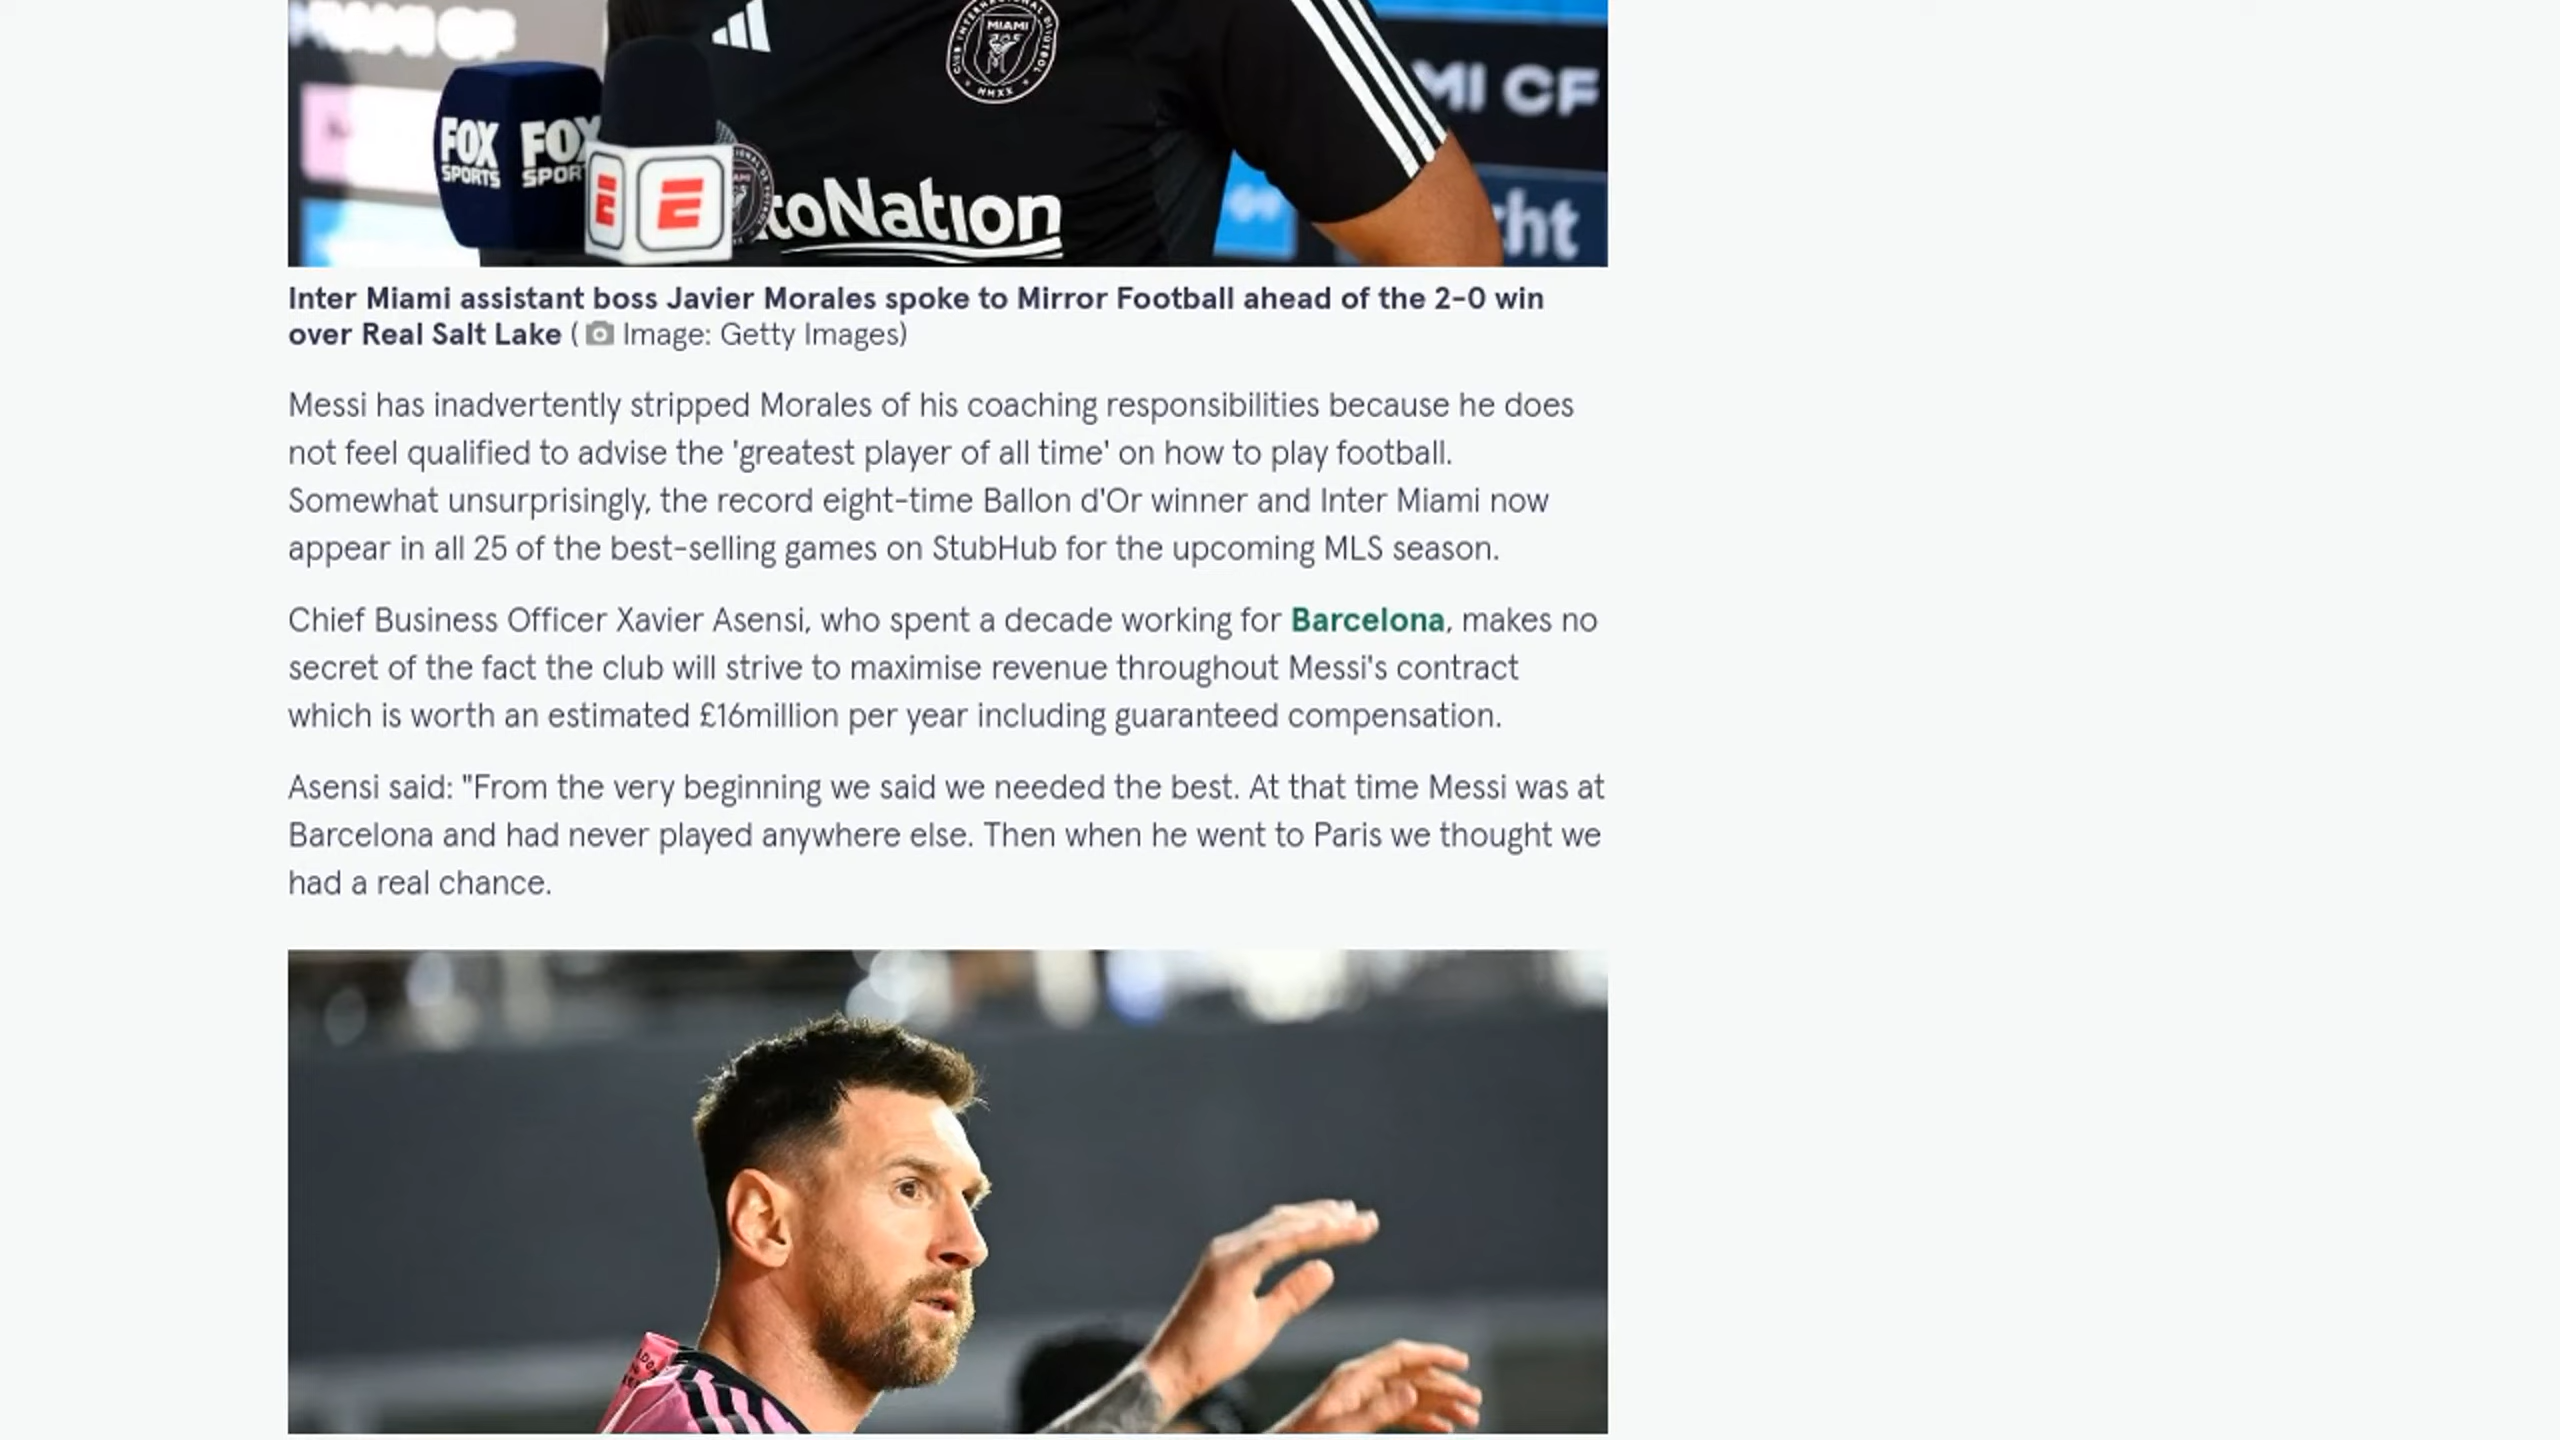 MIAMI CF
MIAMI
MMXX
MI CF
FOX FOX
SPORTS SPOR
toNation
ht
Inter Miami assistant boss Javier Morales spoke to Mirror Football ahead of the 2-0 win
over Real Salt Lake ( Image: Getty Images)
Messi has inadvertently stripped Morales of his coaching responsibilities because he does
not feel qualified to advise the 'greatest player of all time' on how to play football.
Somewhat unsurprisingly, the record eight-time Ballon d'Or winner and Inter Miami now
appear in all 25 of the best-selling games on StubHub for the upcoming MLS season.
Chief Business Officer Xavier Asensi, who spent a decade working for Barcelona, makes no
secret of the fact the club will strive to maximise revenue throughout Messi's contract
which is worth an estimated £16million per year including guaranteed compensation.
Asensi said: "From the very beginning we said we needed the best. At that time Messi was at
Barcelona and had never played anywhere else. Then when he went to Paris we thought we
had a real chance.